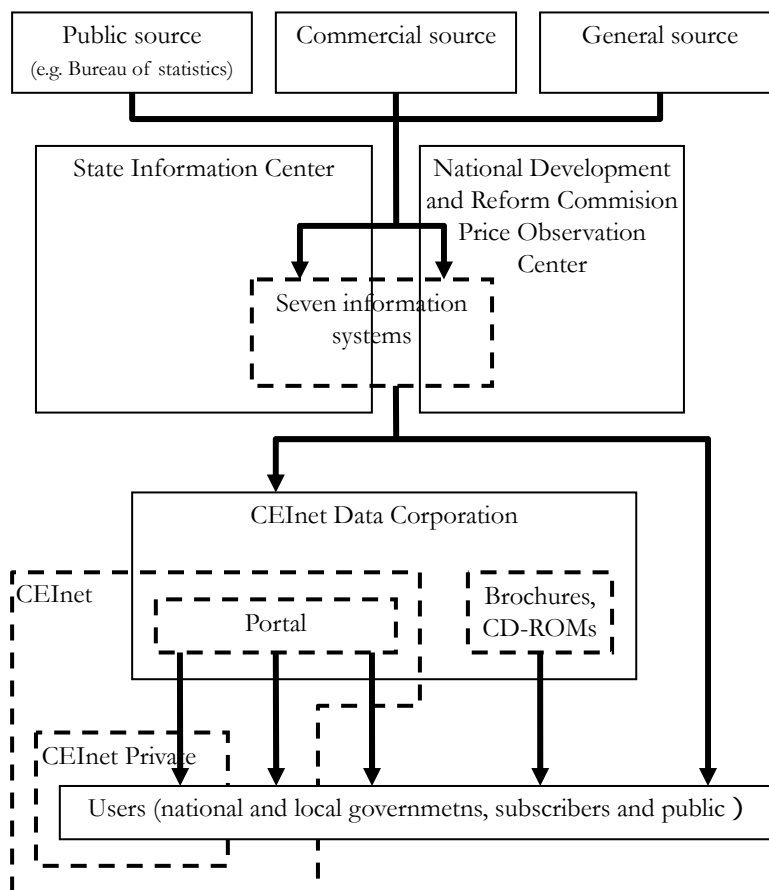 Public source
(e.g. Bureau of statistics)
Commercial source
General source
State Information Center
National Development
and Reform Commision
Price Observation
Center
Seven information
systems
CEInet Data Corporation
CEInet
Portal
Brochures,
CD-ROMs
CEInet Private
Users (national and local governmetns, subscribers and public )